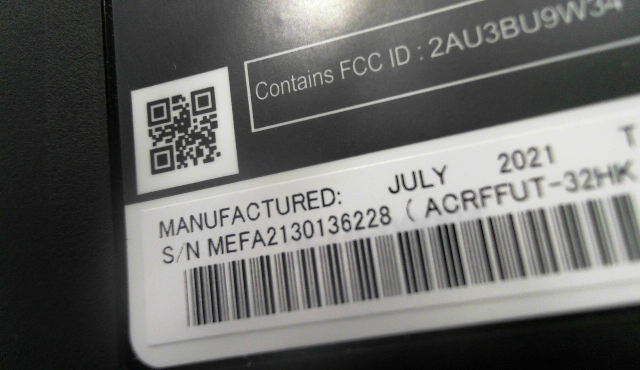 Contains FCC ID : 2AU3BU9W34
MANUFACTURED: JULY 2021 T
S/N MEFA2130136228 ( ACRFFUT-32HK